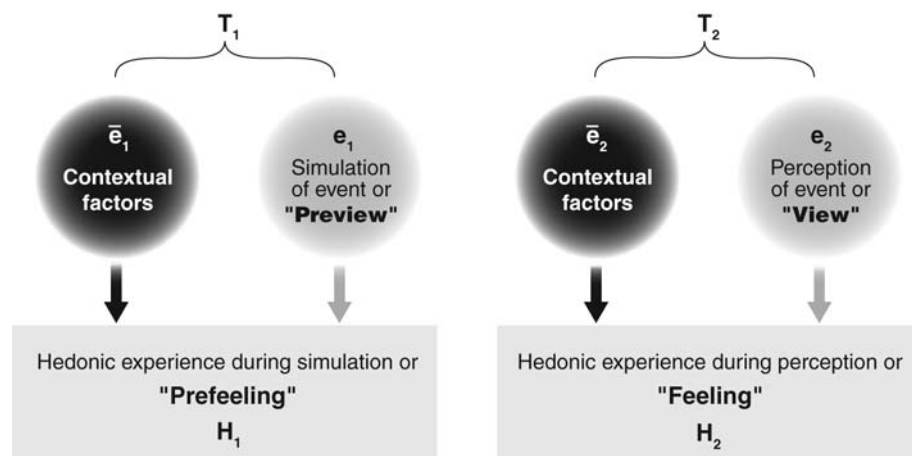 T₁
ē₁
Contextual
factors
e₁
Simulation
of event or
"Preview"
Hedonic experience during simulation or
"Prefeeling"
H₁
T₂
ē₂
Contextual
factors
e₂
Perception
of event or
"View"
Hedonic experience during perception or
"Feeling"
H₂